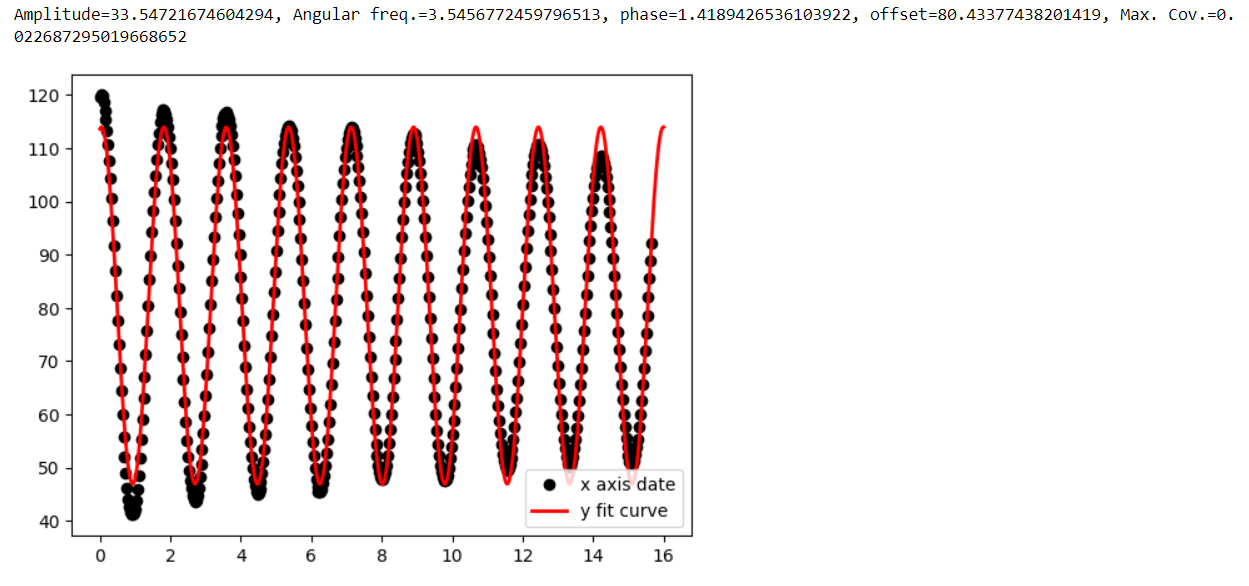 Amplitude=33.54721674604294, Angular freq.=3.5456772459796513, phase=1.4189426536103922, offset=80.43377438201419, Max. Cov.=0.
022687295019668652
120
110
100
90
80
70
60
50
40
x axis date
y fit curve
0 2 4 6 8 10 12 14 16